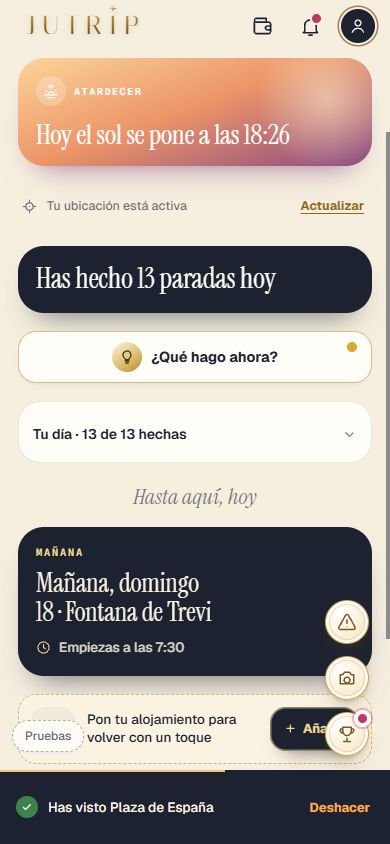 JUTRIP
ATARDECER
Hoy el sol se pone a las 18:26
Tu ubicación está activa
Actualizar
Has hecho 13 paradas hoy
¿Qué hago ahora?
Tu día · 13 de 13 hechas
Hasta aquí, hoy
MAÑANA
Mañana, domingo
18 · Fontana de Trevi
Empiezas a las 7:30
Pon tu alojamiento para
volver con un toque
+
Pruebas
Has visto Plaza de España
Deshacer